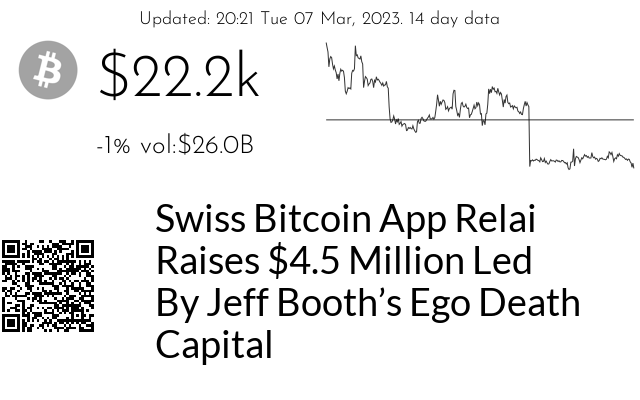 Updated: 20:21 Tue 07 Mar, 2023. 14 day data
$22.2k
-1% vol:$26.0B
Swiss Bitcoin App Relai
Raises $4.5 Million Led
By Jeff Booth’s Ego Death
Capital